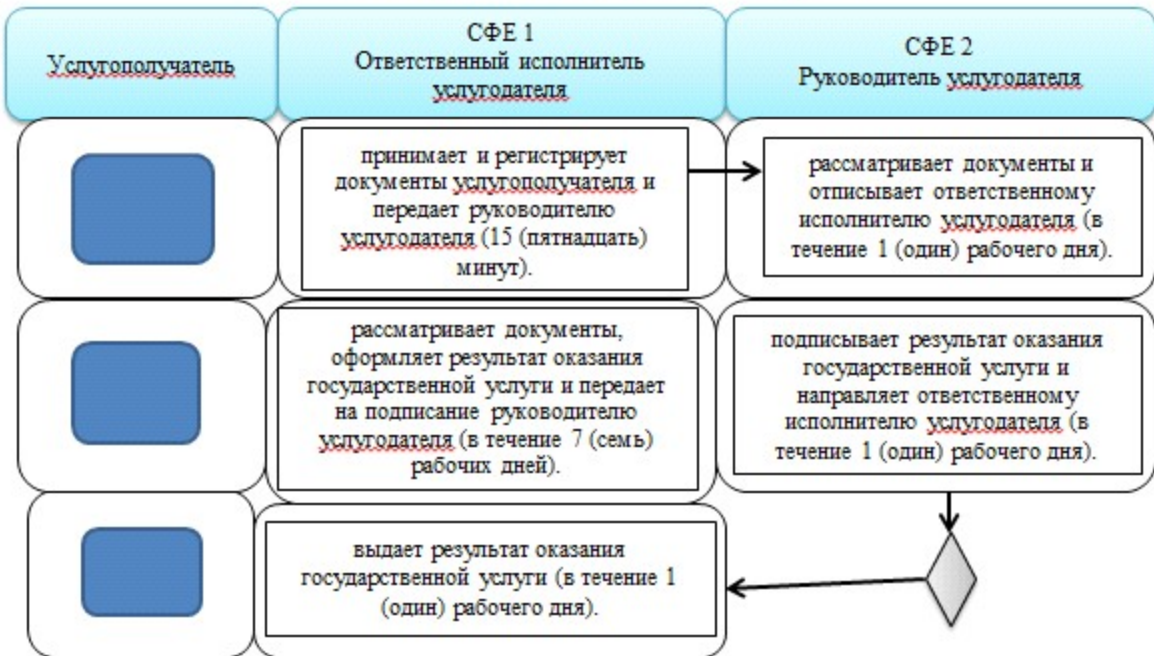 Услугополучатель
СФЕ 1
Ответственный исполнитель
услугодателя
СФЕ 2
Руководитель услугодателя
принимает и регистрирует
документы услугополучателя и
передает руководителю
услугодателя (15 (пятнадцать)
минут).
рассматривает документы и
отписывает ответственному
исполнителю услугодателя (в
течение 1 (один) рабочего дня).
рассматривает документы,
оформляет результат оказания
государственной услуги и передает
на подписание руководителю
услугодателя (в течение 7 (семь)
рабочих дней).
подписывает результат оказания
государственной услуги и
направляет ответственному
исполнителю услугодателя (в
течение 1 (один) рабочего дня).
выдает результат оказания
государственной услуги (в течение 1
(один) рабочего дня).